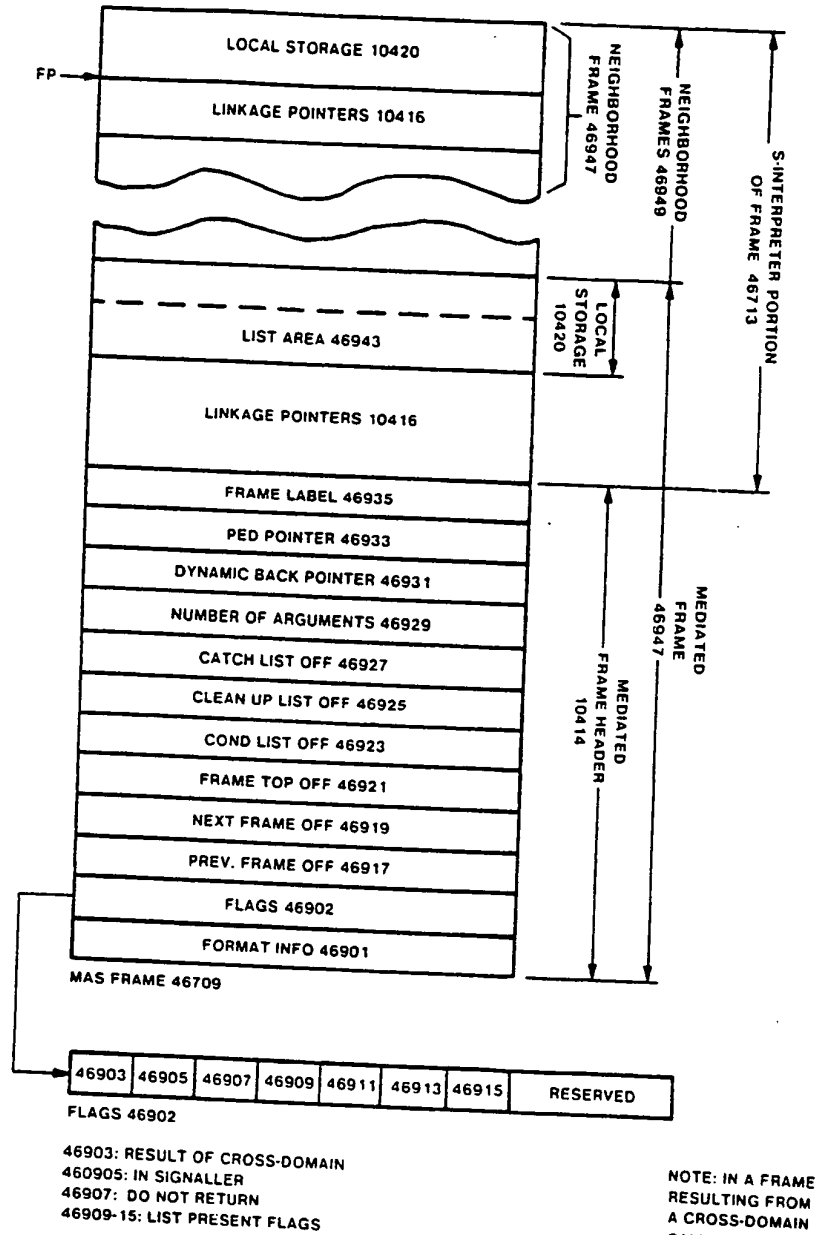 LOCAL STORAGE 10420
FP
LINKAGE POINTERS 10416
NEIGHBORHOOD
FRAME 46947
NEIGHBORHOOD
FRAMES 46949
S-INTERPRETER PORTION
OF FRAME 46713
LIST AREA 46943
LOCAL
STORAGE
10420
LINKAGE POINTERS 10416
FRAME LABEL 46935
PED POINTER 46933
DYNAMIC BACK POINTER 46931
NUMBER OF ARGUMENTS 46929
CATCH LIST OFF 46927
CLEAN UP LIST OFF 46925
COND LIST OFF 46923
FRAME TOP OFF 46921
NEXT FRAME OFF 46919
PREV. FRAME OFF 46917
FLAGS 46902
FORMAT INFO 46901
MEDIATED
FRAME HEADER
10414
MEDIATED
FRAME
46947
MAS FRAME 46709
46903 46905 46907 46909 46911 46913 46915 RESERVED
FLAGS 46902
46903: RESULT OF CROSS-DOMAIN
460905: IN SIGNALLER
46907: DO NOT RETURN
46909-15: LIST PRESENT FLAGS
NOTE: IN A FRAME
RESULTING FROM
A CROSS-DOMAIN